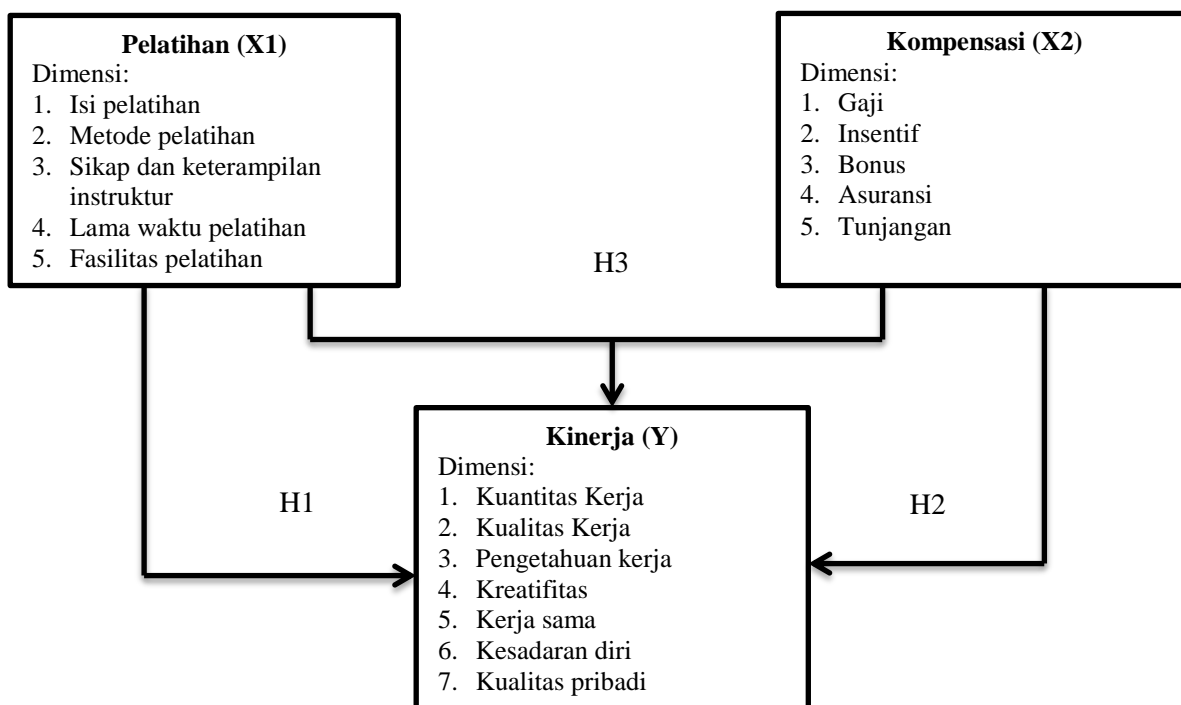 Pelatihan (X1)
Dimensi:
1. Isi pelatihan
2. Metode pelatihan
3. Sikap dan keterampilan
instruktur
4. Lama waktu pelatihan
5. Fasilitas pelatihan
Kompensasi (X2)
Dimensi:
1. Gaji
2. Insentif
3. Bonus
4. Asuransi
5. Tunjangan
H3
H1
Kinerja (Y)
Dimensi:
1. Kuantitas Kerja
2. Kualitas Kerja
3. Pengetahuan kerja
4. Kreatifitas
5. Kerja sama
6. Kesadaran diri
7. Kualitas pribadi
H2